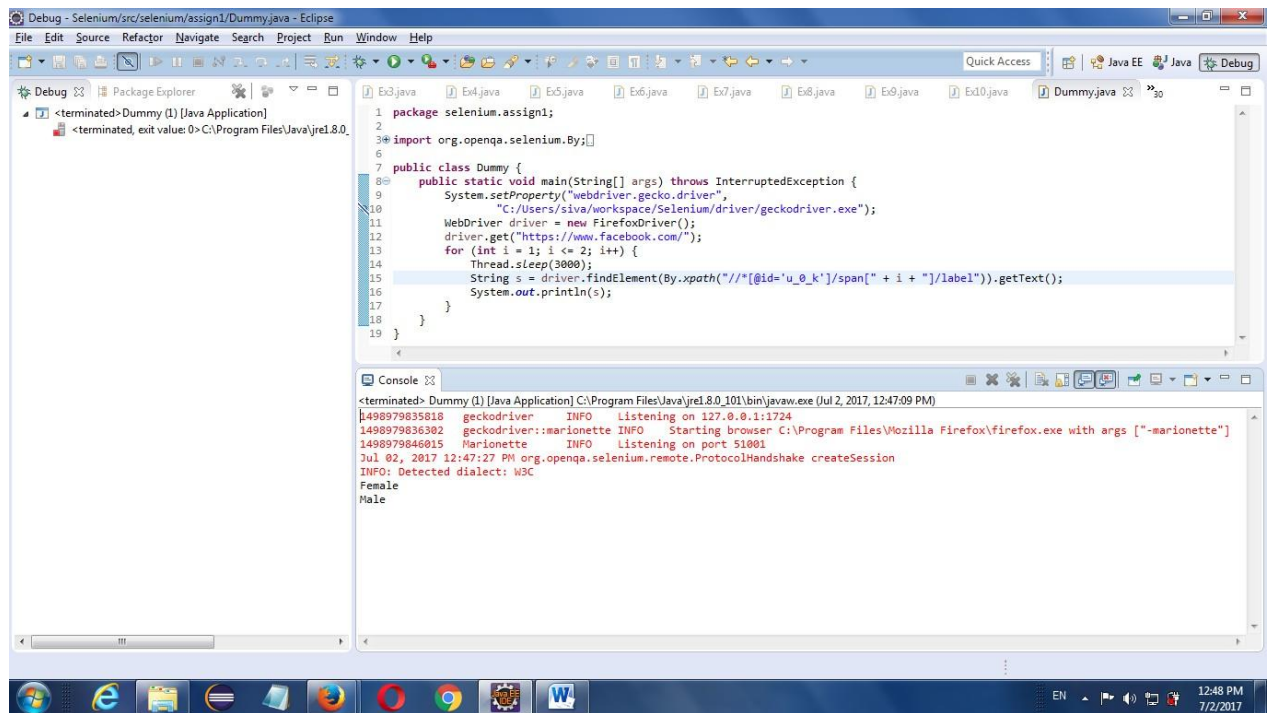 Debug - Selenium/src/selenium/assign1/Dummy.java - Eclipse
File Edit Source Refactor Navigate Search Project Run Window Help
Quick Access Java EE Java Debug
Debug Package Explorer
<terminated>Dummy (1) [Java Application]
<terminated, exit value: 0>C:\Program Files\Java\jre1.8.0_
Ex3.java Ex4.java Ex5.java Ex6.java Ex7.java Ex8.java Ex9.java Ex10.java Dummy.java »30
1 package selenium.assign1;
2
3 import org.openqa.selenium.By;
6
7 public class Dummy {
8 public static void main(String[] args) throws InterruptedException {
9 System.setProperty("webdriver.gecko.driver",
10 "C:/Users/siva/workspace/Selenium/driver/geckodriver.exe");
11 WebDriver driver = new FirefoxDriver();
12 driver.get("https://www.facebook.com/");
13 for (int i = 1; i <= 2; i++) {
14 Thread.sleep(3000);
15 String s = driver.findElement(By.xpath("//*[@id='u_0_k']/span[" + i + "]/label")).getText();
16 System.out.println(s);
17 }
18 }
19 }
Console
<terminated> Dummy (1) [Java Application] C:\Program Files\Java\jre1.8.0_101\bin\javaw.exe (Jul 2, 2017, 12:47:09 PM)
1498979835818 geckodriver INFO Listening on 127.0.0.1:1724
1498979836302 geckodriver::marionette INFO Starting browser C:\Program Files\Mozilla Firefox\firefox.exe with args ["-marionette"]
1498979846015 Marionette INFO Listening on port 51001
Jul 02, 2017 12:47:27 PM org.openqa.selenium.remote.ProtocolHandshake createSession
INFO: Detected dialect: W3C
Female
Male
EN
12:48 PM
7/2/2017